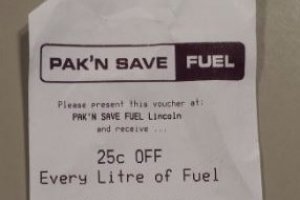 PAK'N SAVE FUEL
Please present this voucher at:
PAK'N SAVE FUEL Lincoln
and receive ...
25c OFF
Every Litre of Fuel